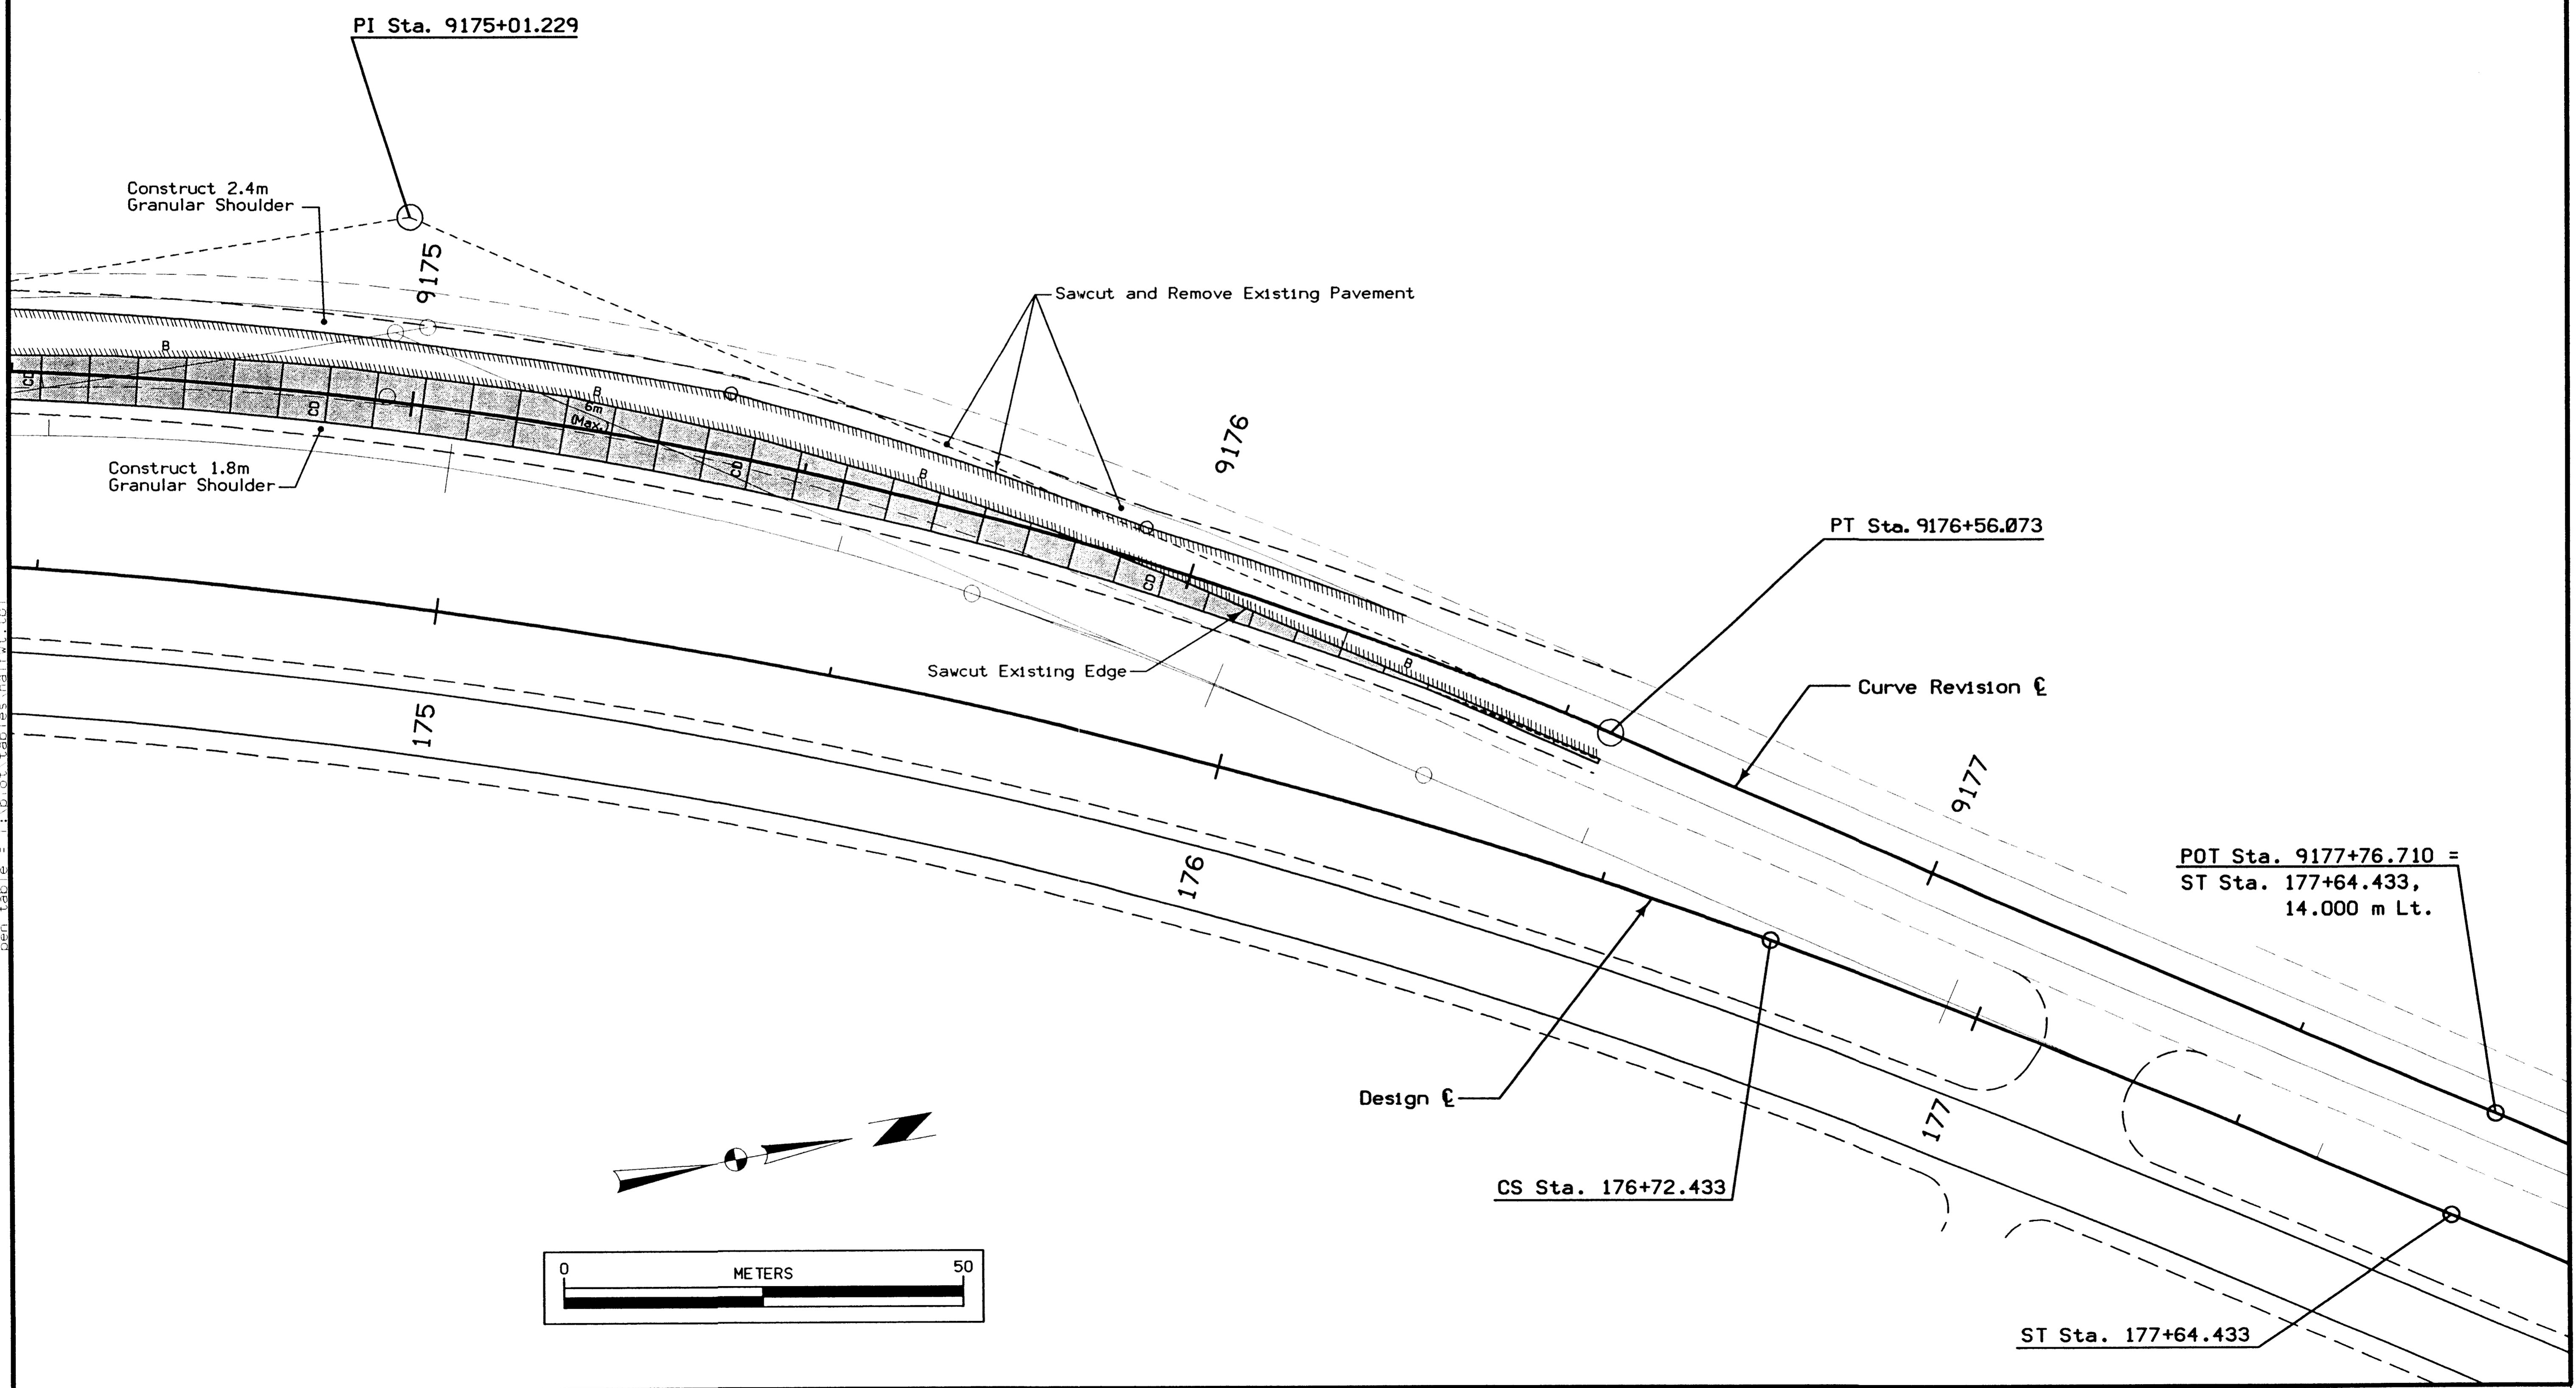 PI Sta. 9175+01.229
Construct 2.4m
Granular Shoulder
9175
Sawcut and Remove Existing Pavement
B
CD
CD
B
6m
(Max.)
CD
B
9176
Construct 1.8m
Granular Shoulder
CD
PT Sta. 9176+56.073
Sawcut Existing Edge
B
Curve Revision ℄
175
9177
176
POT Sta. 9177+76.710 =
ST Sta. 177+64.433,
14.000 m Lt.
Design ℄
177
CS Sta. 176+72.433
0 METERS 50
ST Sta. 177+64.433
pen table =